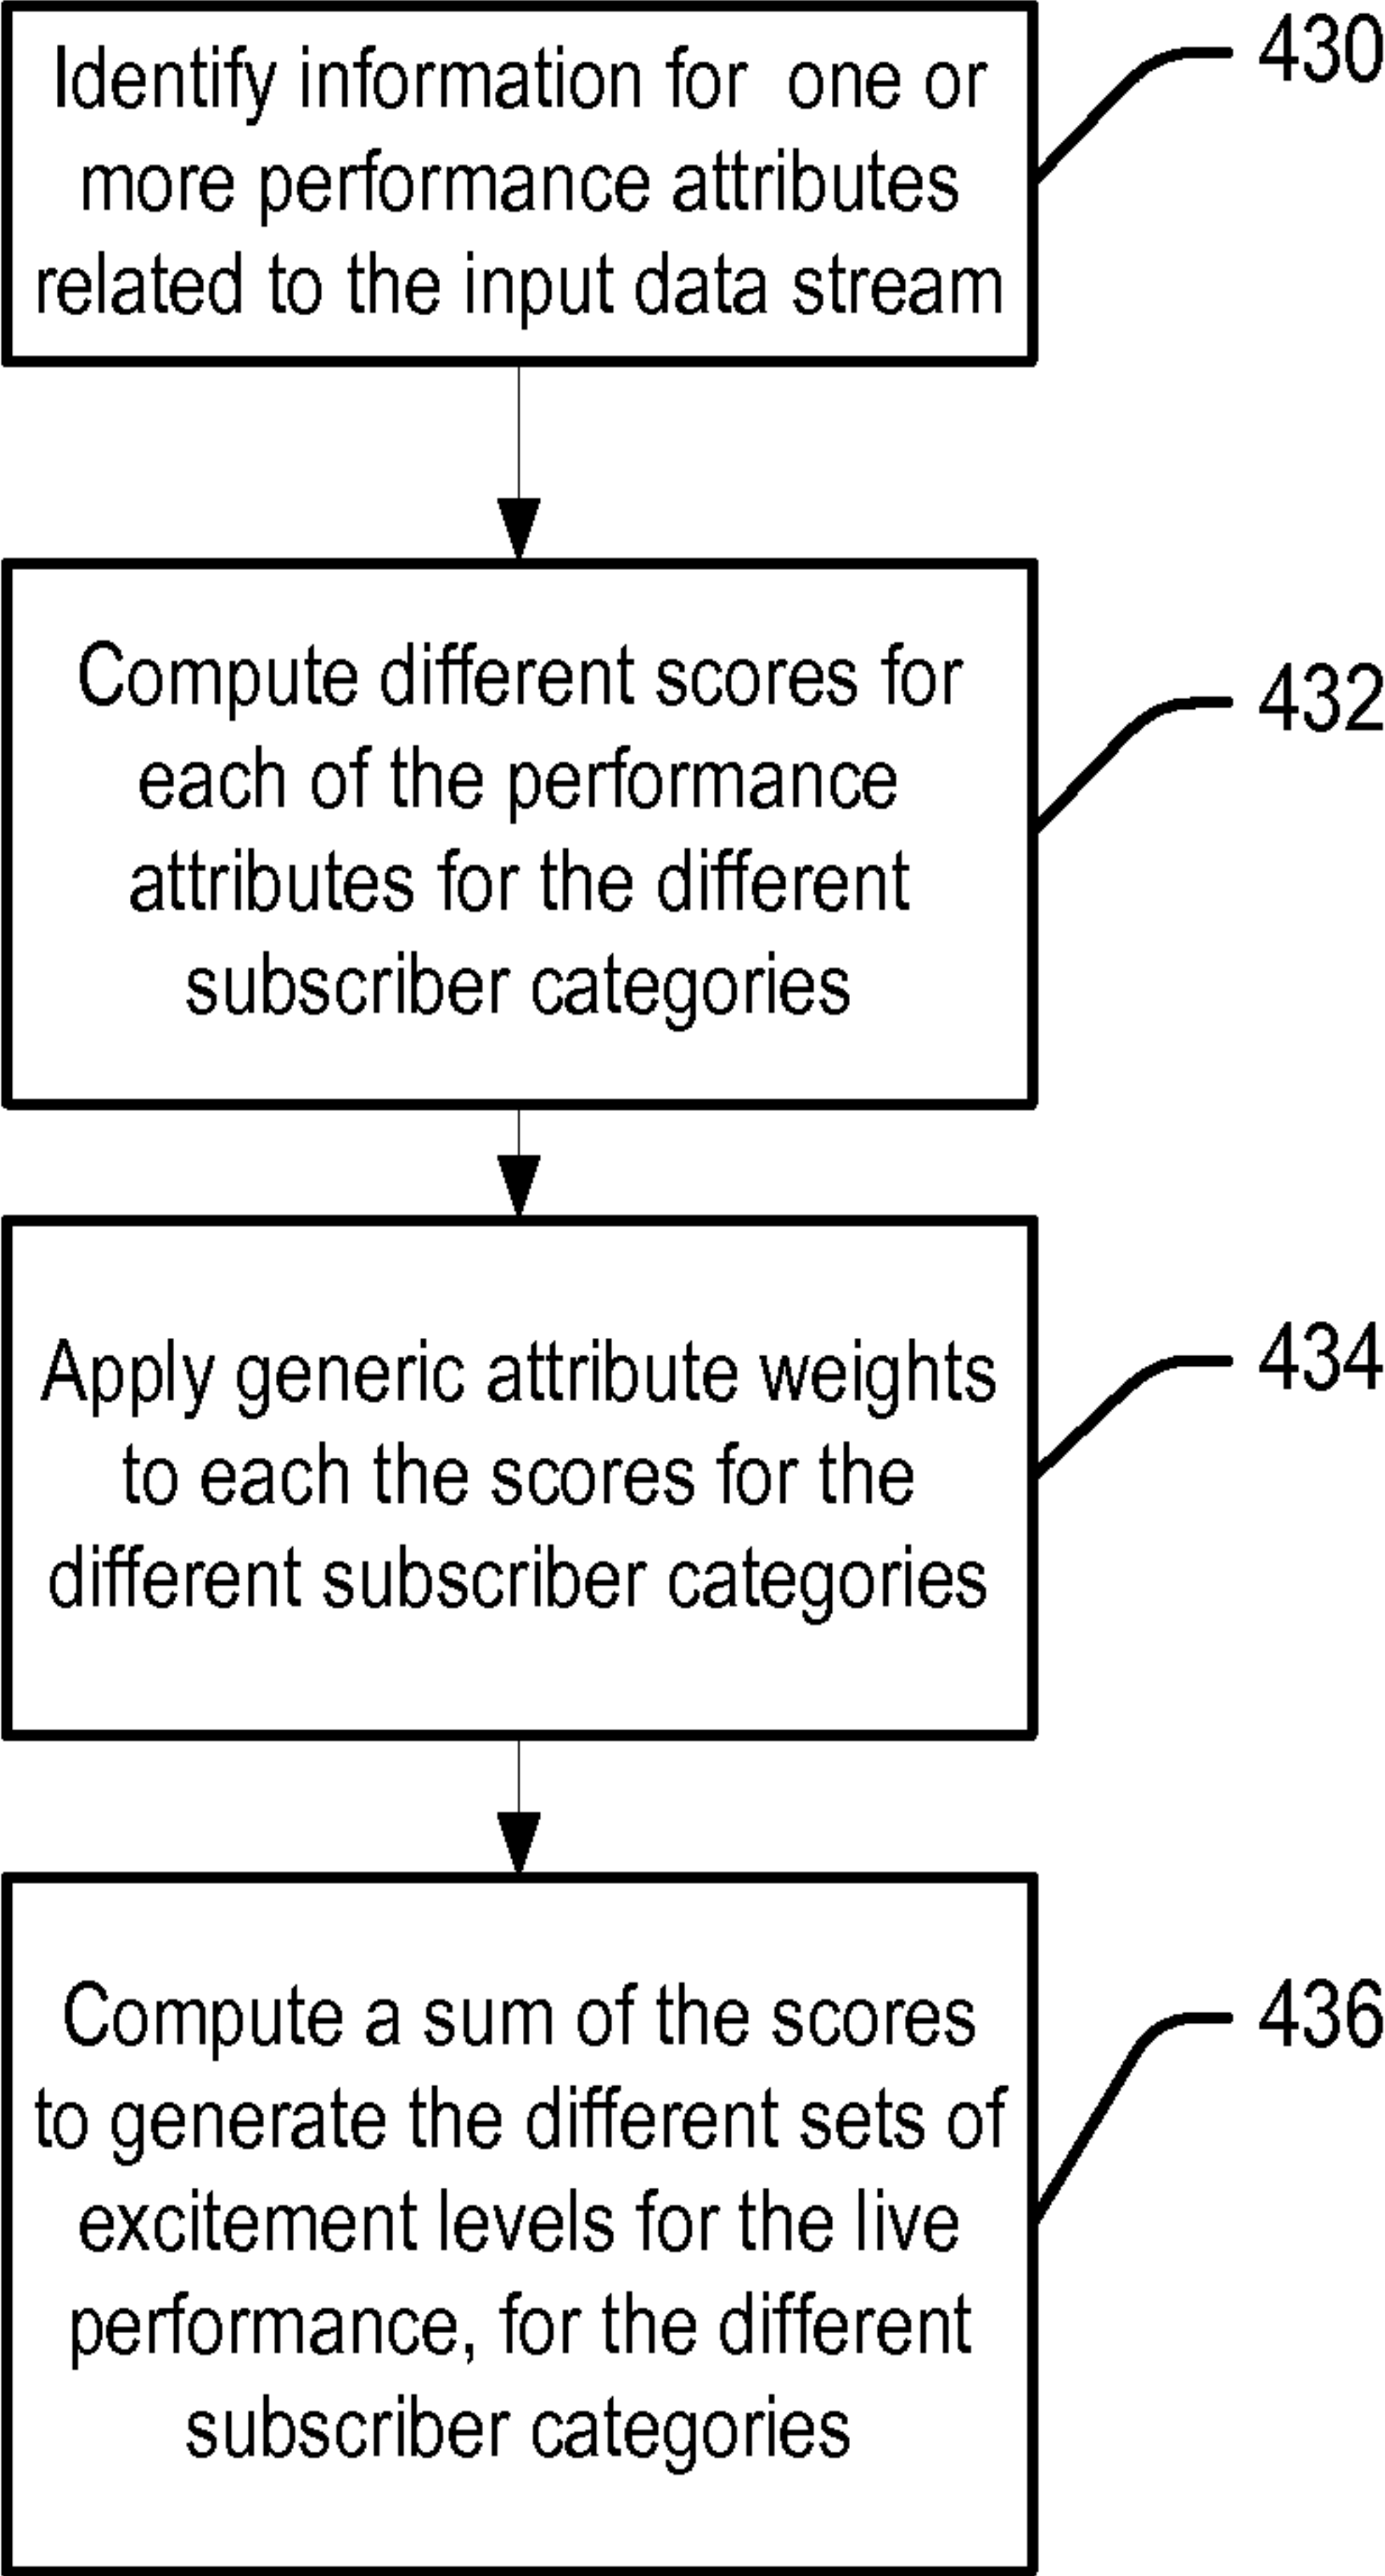 Identify information for one or
more performance attributes
related to the input data stream
430
Compute different scores for
each of the performance
attributes for the different
subscriber categories
432
Apply generic attribute weights
to each the scores for the
different subscriber categories
434
Compute a sum of the scores
to generate the different sets of
excitement levels for the live
performance, for the different
subscriber categories
436